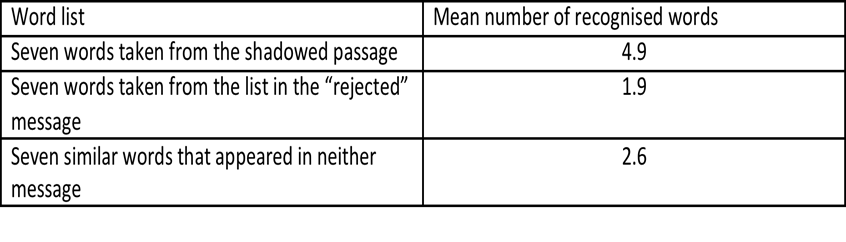 Word list Mean number of recognised words
Seven words taken from the shadowed passage 4.9
Seven words taken from the list in the “rejected” 1.9
message
Seven similar words that appeared in neither 2.6
message